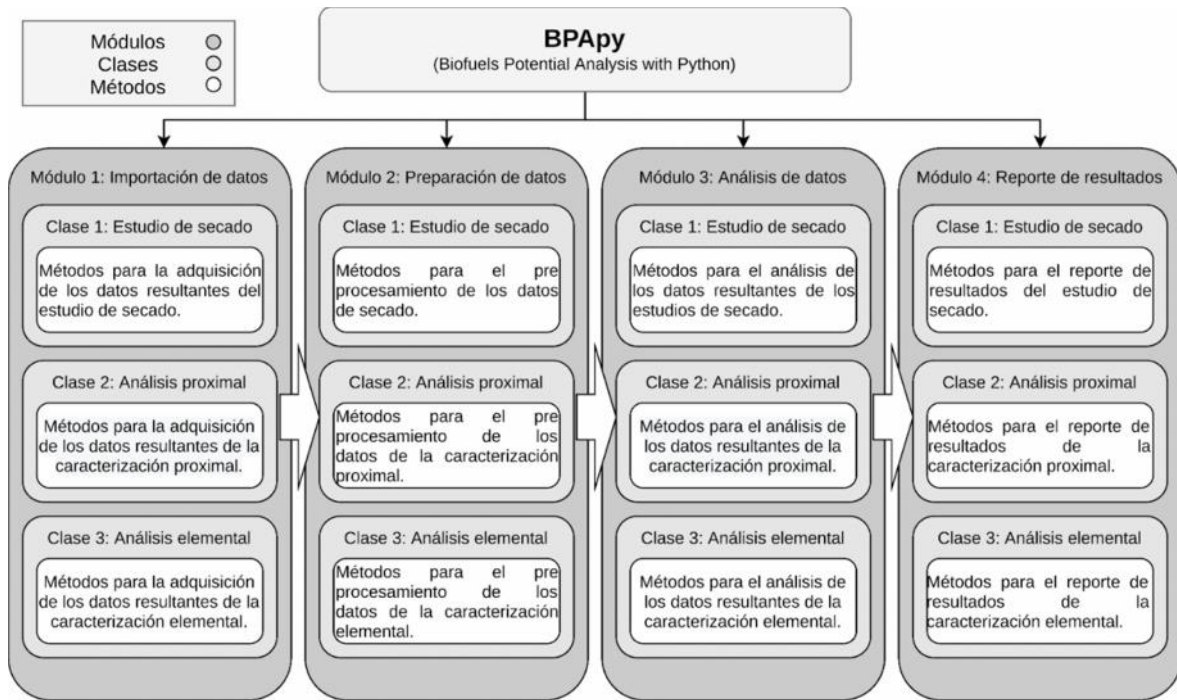 Módulos
Clases
Métodos
BPApy
(Biofuels Potential Analysis with Python)
Módulo 1: Importación de datos
Clase 1: Estudio de secado
Métodos para la adquisición
de los datos resultantes del
estudio de secado.
Clase 2: Análisis proximal
Métodos para la adquisición
de los datos resultantes de la
caracterización proximal.
Clase 3: Análisis elemental
Métodos para la adquisición
de los datos resultantes de la
caracterización elemental.
Módulo 2: Preparación de datos
Clase 1: Estudio de secado
Métodos para el pre
procesamiento de los datos
de secado.
Clase 2: Análisis proximal
Métodos para el pre
procesamiento de los
datos de la caracterización
proximal.
Clase 3: Análisis elemental
Métodos para el pre
procesamiento de los
datos de la caracterización
elemental.
Módulo 3: Análisis de datos
Clase 1: Estudio de secado
Métodos para el análisis de
los datos resultantes de los
estudios de secado.
Clase 2: Análisis proximal
Métodos para el análisis de
los datos resultantes de la
caracterización proximal.
Clase 3: Análisis elemental
Métodos para el análisis de
los datos resultantes de la
caracterización elemental.
Módulo 4: Reporte de resultados
Clase 1: Estudio de secado
Métodos para el reporte de
resultados del estudio de
secado.
Clase 2: Análisis proximal
Métodos para el reporte de
resultados de la
caracterización proximal.
Clase 3: Análisis elemental
Métodos para el reporte de
resultados de la
caracterización elemental.